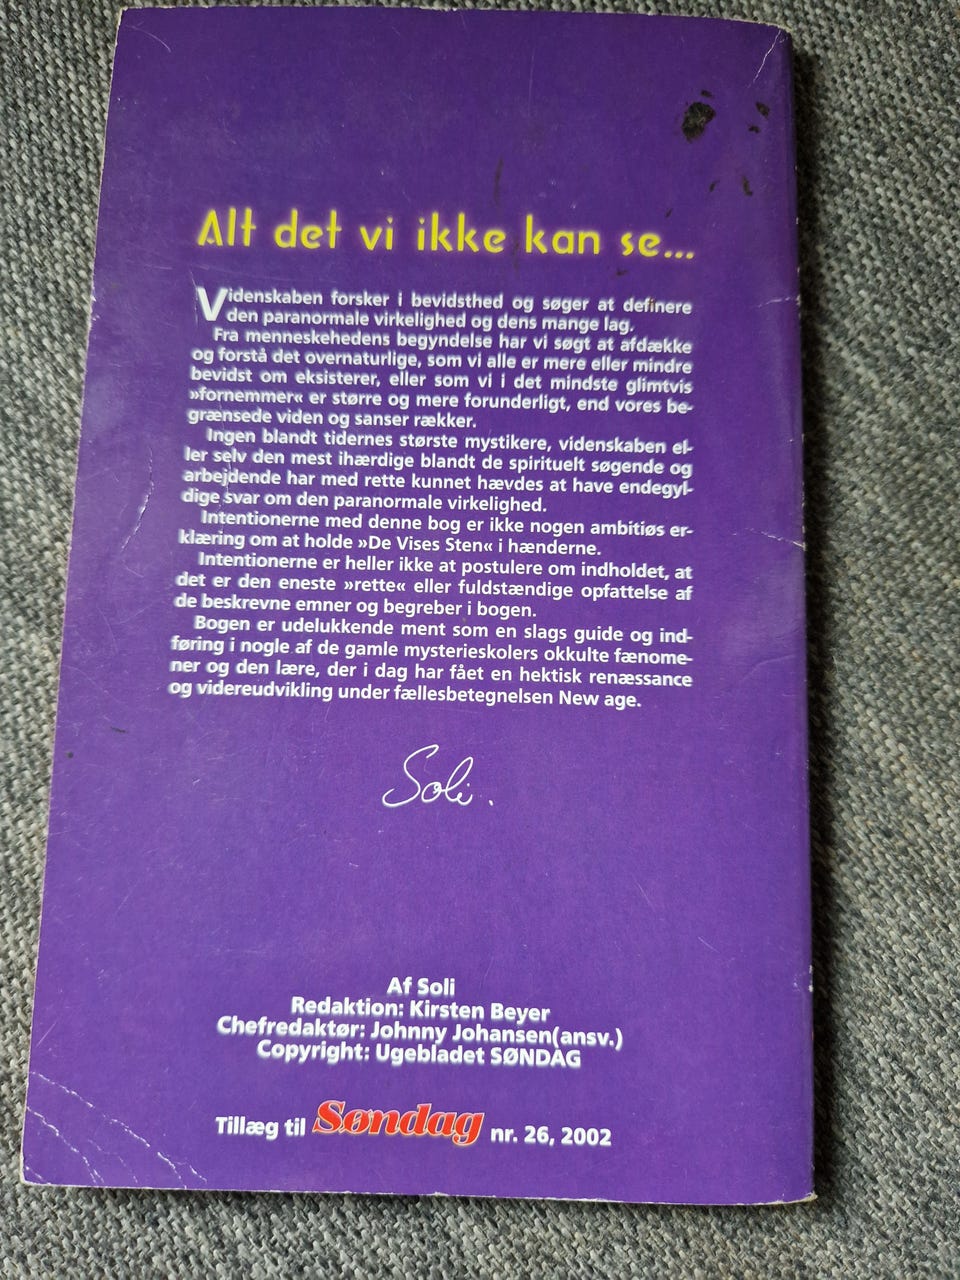 Alt det vi ikke kan se...
Videnskaben forsker i bevidsthed og søger at definere
den paranormale virkelighed og dens mange lag.
Fra menneskehedens begyndelse har vi søgt at afdække
og forstå det overnaturlige, som vi alle er mere eller mindre
bevidst om eksisterer, eller som vi i det mindste glimtvis
»fornemmer« er større og mere forunderligt, end vores be-
grænsede viden og sanser rækker.
Ingen blandt tidernes største mystikere, videnskaben el-
ler selv den mest ihærdige blandt de spirituelt søgende og
arbejdende har med rette kunnet hævdes at have endegyl-
dige svar om den paranormale virkelighed.
Intentionerne med denne bog er ikke nogen ambitiøs er-
klæring om at holde »De Vises Sten« i hænderne.
Intentionerne er heller ikke at postulere om indholdet, at
det er den eneste »rette« eller fuldstændige opfattelse af
de beskrevne emner og begreber i bogen.
Bogen er udelukkende ment som en slags guide og ind-
føring i nogle af de gamle mysterieskolers okkulte fænome-
ner og den lære, der i dag har fået en hektisk renæssance
og videreudvikling under fællesbetegnelsen New age.
Soli.
Af Soli
Redaktion: Kirsten Beyer
Chefredaktør: Johnny Johansen(ansv.)
Copyright: Ugebladet SØNDAG
Tillæg til Søndag nr. 26, 2002